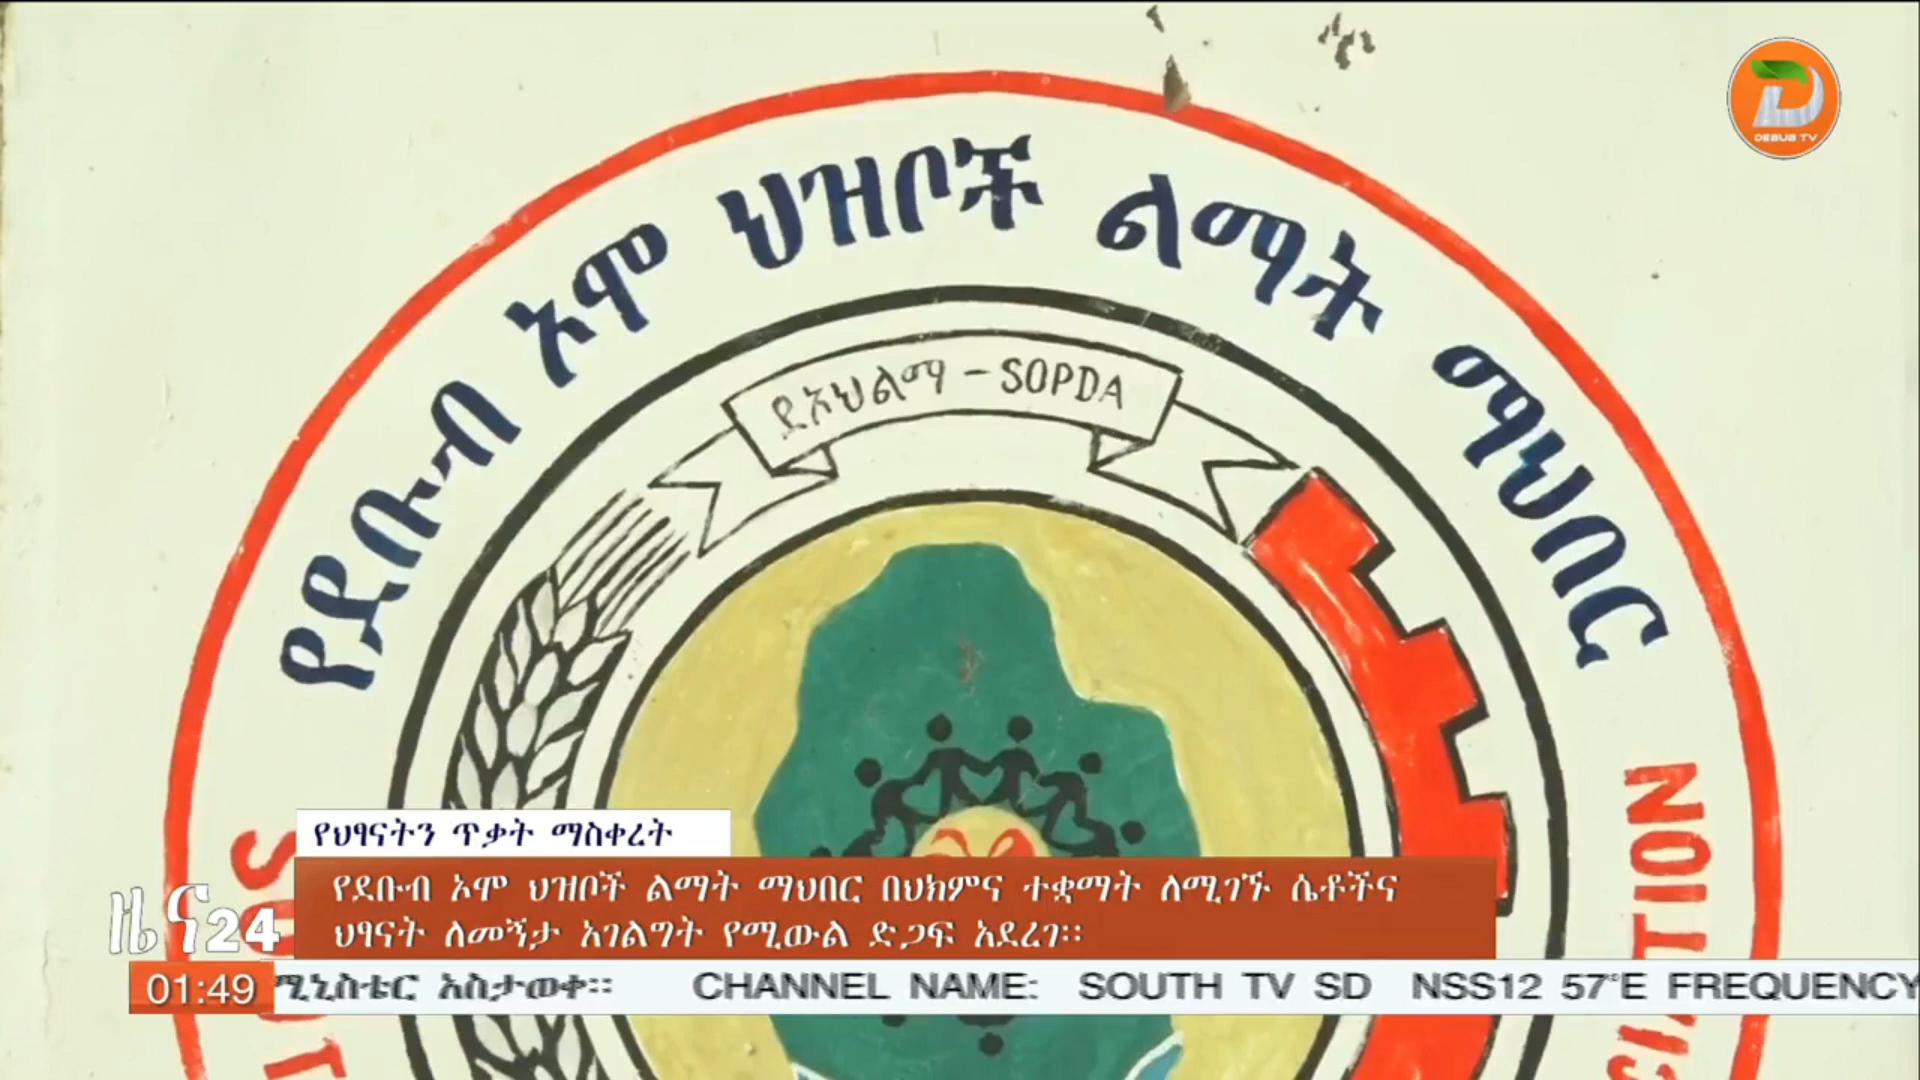 DEBUB TV
የደቡብ ኦሞ ህዝቦች ልማት ማህበር
ደኦህልማ - SOPDA
የህፃናትን ጥቃት ማስቀረት
የደቡብ ኦሞ ህዝቦች ልማት ማህበር በህክምና ተቋማት ለሚገኙ ሴቶችና
ህፃናት ለመኝታ አገልግሎት የሚውል ድጋፍ አደረገ፡፡
ዜና24
01:49 ሚኒስቴር አስታወቀ፡፡ CHANNEL NAME: SOUTH TV SD NSS12 57°E FREQUENCY